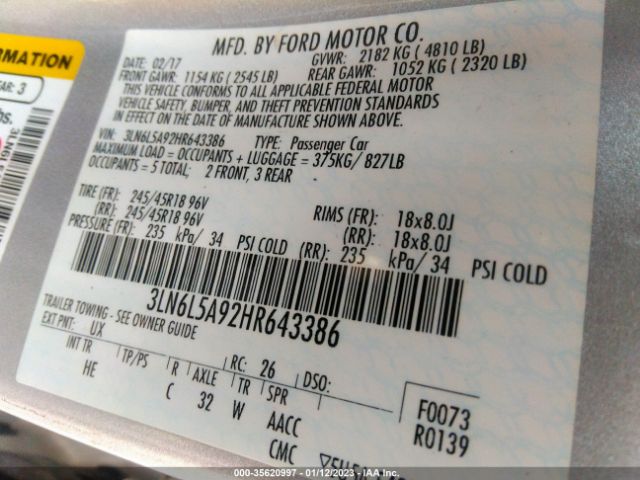 MFD. BY FORD MOTOR CO.
DATE: 02/17 GVWR: 2182 KG ( 4810 LB)
FRONT GAWR: 1154 KG ( 2545 LB) REAR GAWR: 1052 KG ( 2320 LB)
THIS VEHICLE CONFORMS TO ALL APPLICABLE FEDERAL MOTOR
VEHICLE SAFETY, BUMPER, AND THEFT PREVENTION STANDARDS
IN EFFECT ON THE DATE OF MANUFACTURE SHOWN ABOVE.
VIN: 3LN6L5A92HR643386 TYPE: Passenger Car
MAXIMUM LOAD = OCCUPANTS + LUGGAGE = 375KG/ 827LB
OCCUPANTS = 5 TOTAL; 2 FRONT, 3 REAR
TIRE (FR): 245/45R18 96V RIMS (FR): 18x8.0J
(RR): 245/45R18 96V (RR): 18x8.0J
PRESSURE (FR): 235 kPa/ 34 PSI COLD (RR): 235 kPa/ 34 PSI COLD
3LN6L5A92HR643386
TRAILER TOWING - SEE OWNER GUIDE
EXT PNT: UX RC: 26 DSO:
INT TR TP/PS R AXLE TR SPR
HE C 32 W AACC
CMC
F0073
R0139
ORMATION
AR: 3
bs.
000-35620997 - 01/12/2023 - IAA Inc.